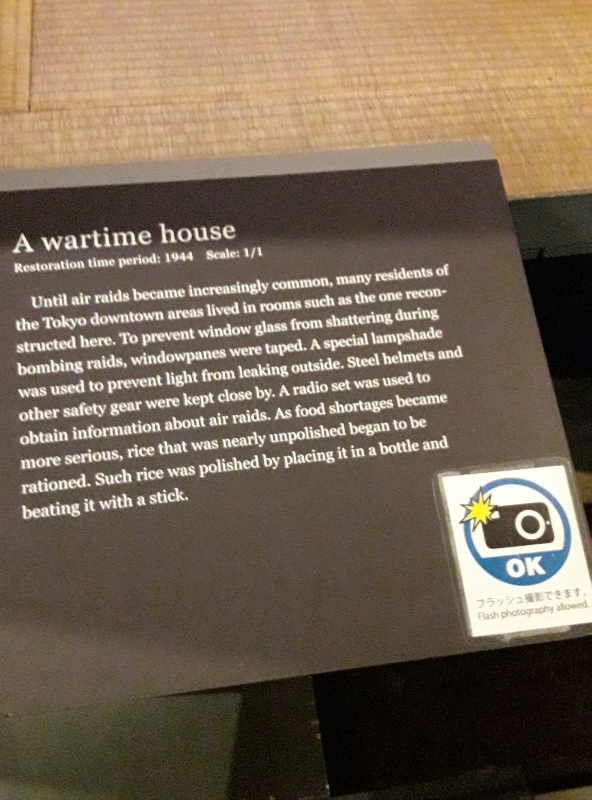 A wartime house
Restoration time period: 1944 Scale: 1/1
Until air raids became increasingly common, many residents of
the Tokyo downtown areas lived in rooms such as the one recon-
structed here. To prevent window glass from shattering during
bombing raids, windowpanes were taped. A special lampshade
was used to prevent light from leaking outside. Steel helmets and
other safety gear were kept close by. A radio set was used to
obtain information about air raids. As food shortages became
more serious, rice that was nearly unpolished began to be
rationed. Such rice was polished by placing it in a bottle and
beating it with a stick.
OK
フラッシュ撮影できます。
Flash photography allowed.